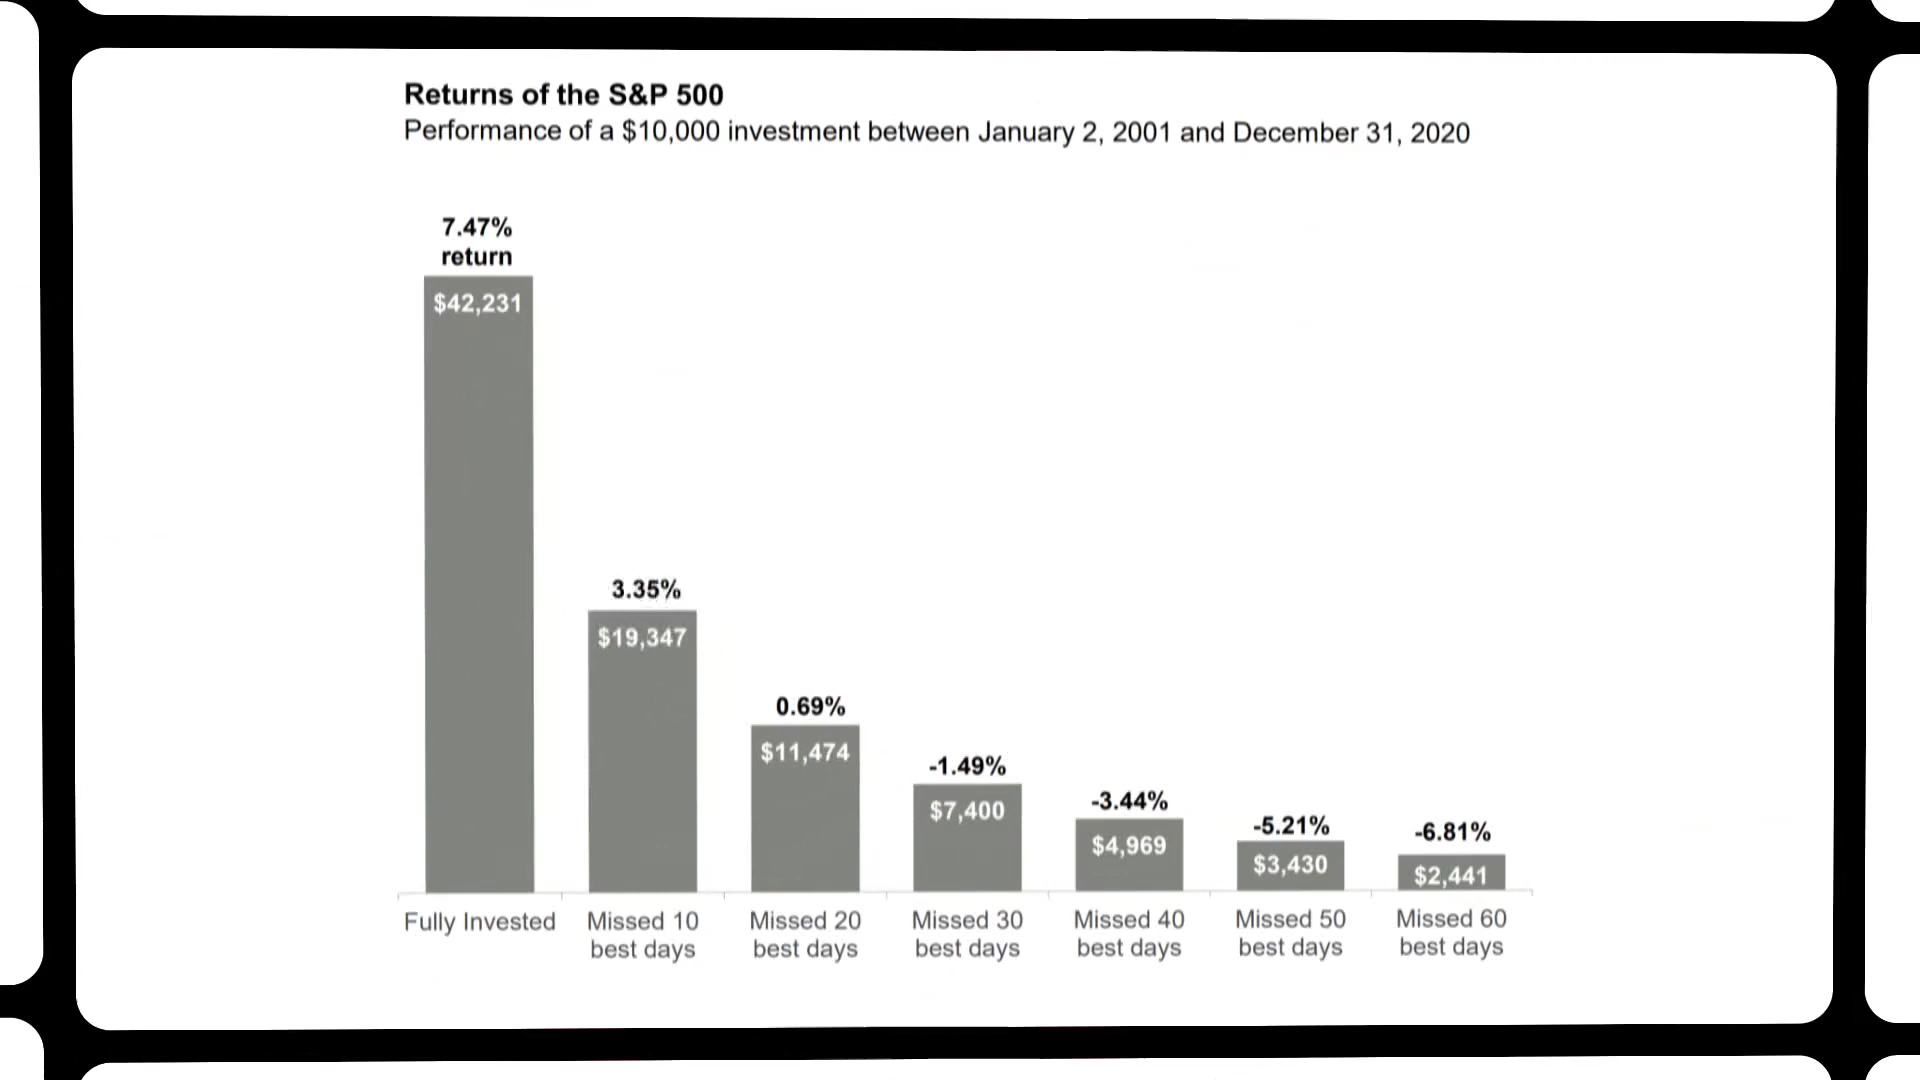 Returns of the S&P 500
Performance of a $10,000 investment between January 2, 2001 and December 31, 2020
7.47%
return
$42,231
3.35%
$19,347
0.69%
$11,474
-1.49%
$7,400
-3.44%
$4,969
-5.21%
$3,430
-6.81%
$2,441
Fully Invested
Missed 10
best days
Missed 20
best days
Missed 30
best days
Missed 40
best days
Missed 50
best days
Missed 60
best days